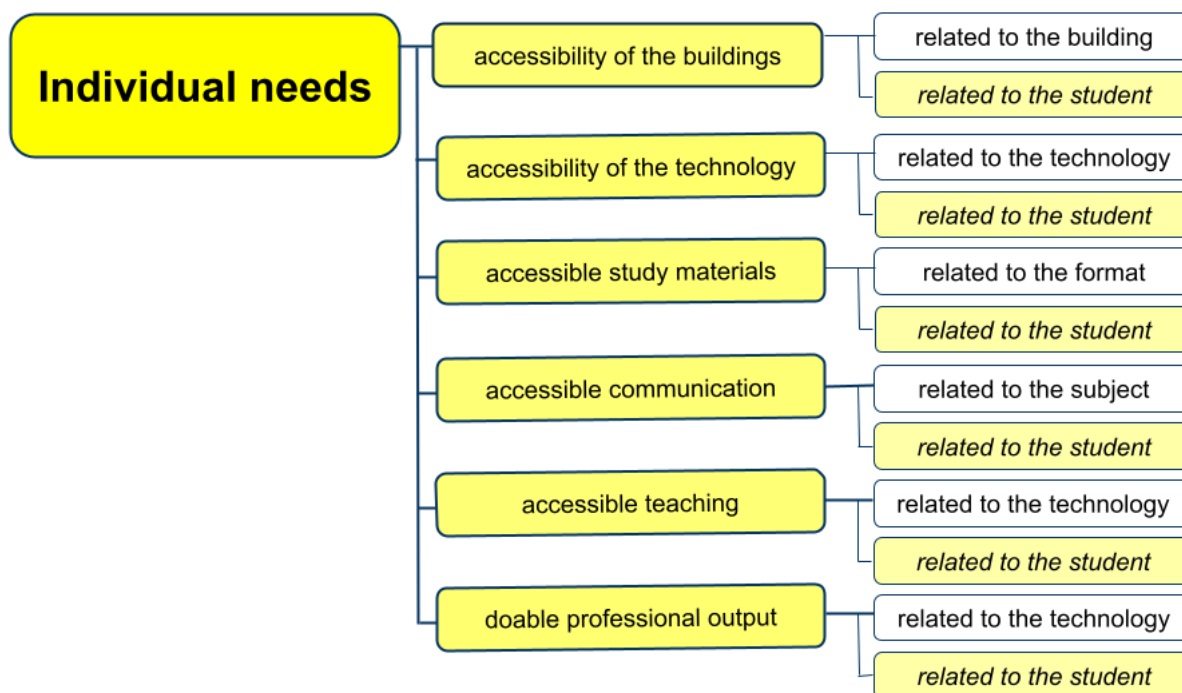 Individual needs
accessibility of the buildings
related to the building
related to the student
accessibility of the technology
related to the technology
related to the student
accessible study materials
related to the format
related to the student
accessible communication
related to the subject
related to the student
accessible teaching
related to the technology
related to the student
doable professional output
related to the technology
related to the student